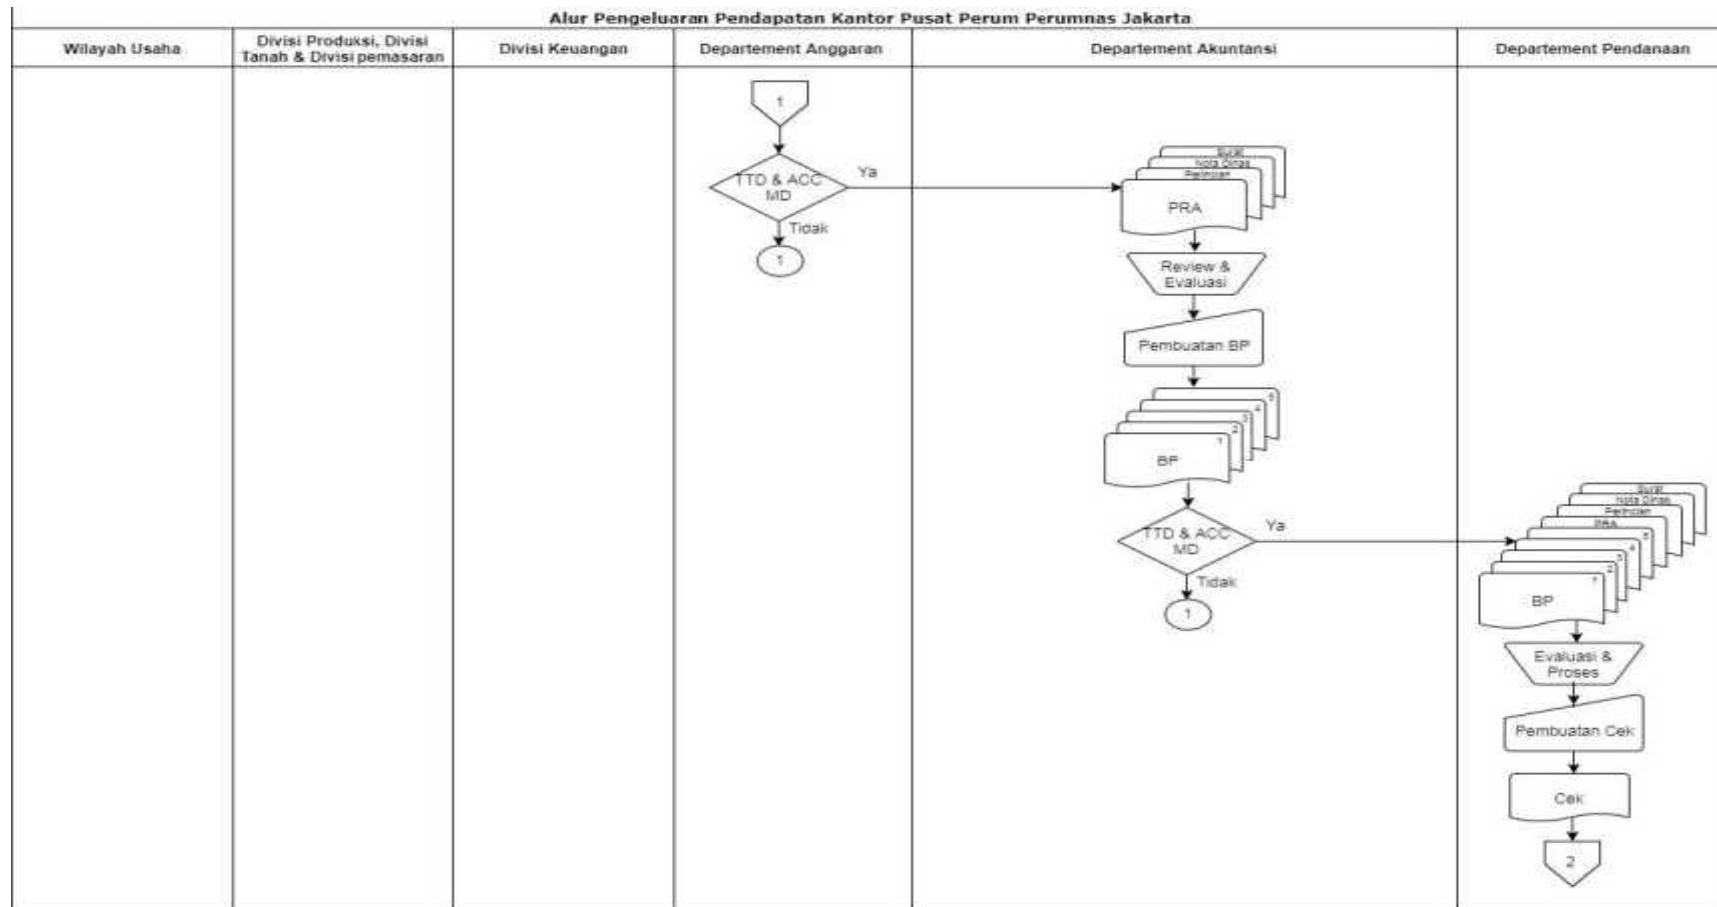 Alur Pengeluaran Pendapatan Kantor Pusat Perum Perumnas Jakarta
Wilayah Usaha
Divisi Produksi, Divisi
Tanah & Divisi pemasaran
Divisi Keuangan
Departement Anggaran
Departement Akuntansi
Departement Pendanaan
1
TTD & ACC
MD
Ya
Tidak
1
Surat
Nota Dinas
Perincian
PRA
Review &
Evaluasi
Pembuatan BP
5
4
3
2
1
BP
TTD & ACC
MD
Ya
Tidak
1
Surat
Nota Dinas
Perincian
PRA
5
4
3
2
1
BP
Evaluasi &
Proses
Pembuatan Cek
Cek
2